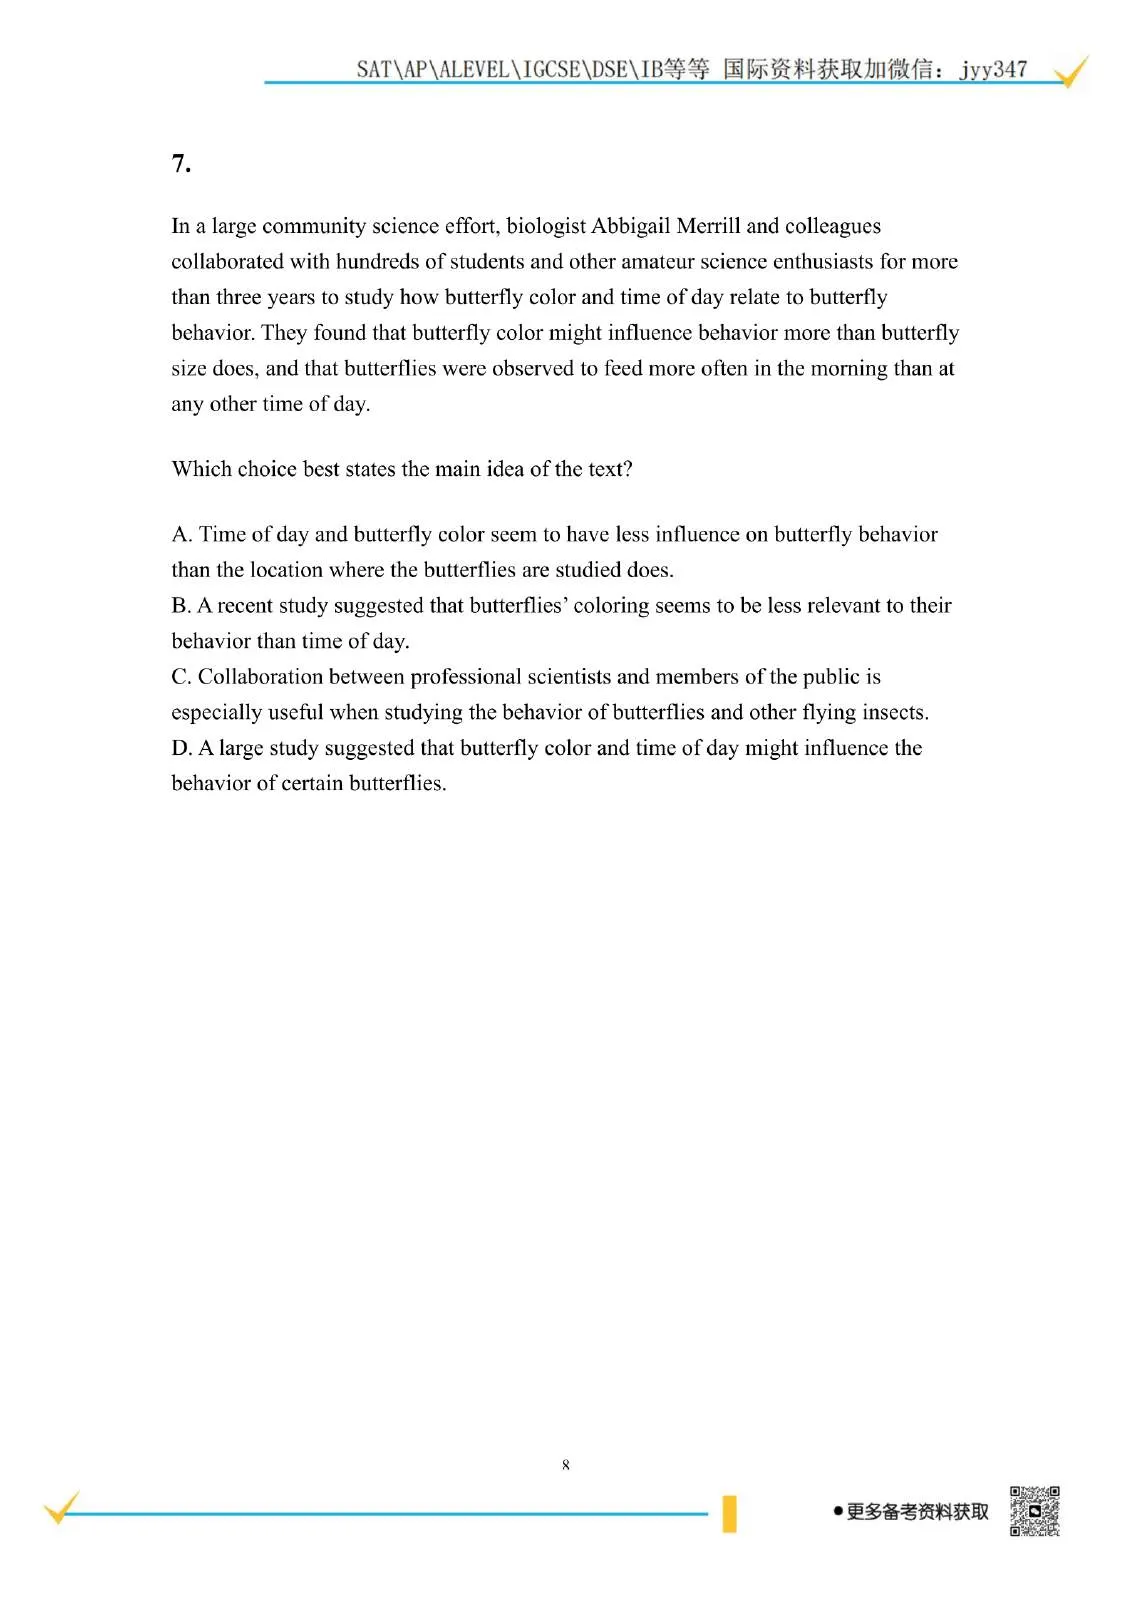 SAT\AP\ALEVEL\IGCSE\DSE\IB等等 国际资料获取加微信：jyy347
7.
In a large community science effort, biologist Abbigail Merrill and colleagues
collaborated with hundreds of students and other amateur science enthusiasts for more
than three years to study how butterfly color and time of day relate to butterfly
behavior. They found that butterfly color might influence behavior more than butterfly
size does, and that butterflies were observed to feed more often in the morning than at
any other time of day.
Which choice best states the main idea of the text?
A. Time of day and butterfly color seem to have less influence on butterfly behavior
than the location where the butterflies are studied does.
B. A recent study suggested that butterflies’ coloring seems to be less relevant to their
behavior than time of day.
C. Collaboration between professional scientists and members of the public is
especially useful when studying the behavior of butterflies and other flying insects.
D. A large study suggested that butterfly color and time of day might influence the
behavior of certain butterflies.
8
●更多备考资料获取